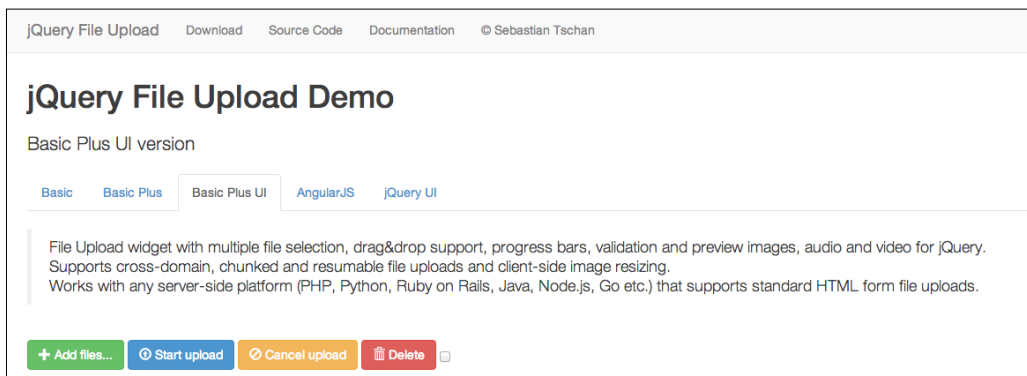 jQuery File Upload Download Source Code Documentation © Sebastian Tschan
jQuery File Upload Demo
Basic Plus UI version
Basic Basic Plus Basic Plus UI AngularJS jQuery UI
File Upload widget with multiple file selection, drag&drop support, progress bars, validation and preview images, audio and video for jQuery.
Supports cross-domain, chunked and resumable file uploads and client-side image resizing.
Works with any server-side platform (PHP, Python, Ruby on Rails, Java, Node.js, Go etc.) that supports standard HTML form file uploads.
Add files... Start upload Cancel upload Delete